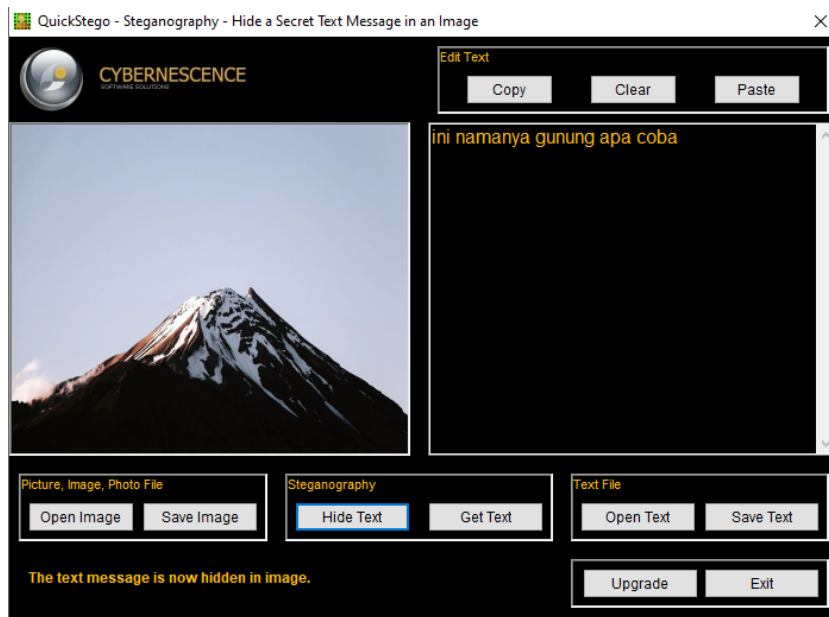 QuickStego - Steganography - Hide a Secret Text Message in an Image
CYBERNESCENCE
SOFTWARE SOLUTIONS
Edit Text
Copy Clear Paste
ini namanya gunung apa coba
Picture, Image, Photo File
Open Image Save Image
Steganography
Hide Text Get Text
Text File
Open Text Save Text
The text message is now hidden in image.
Upgrade Exit